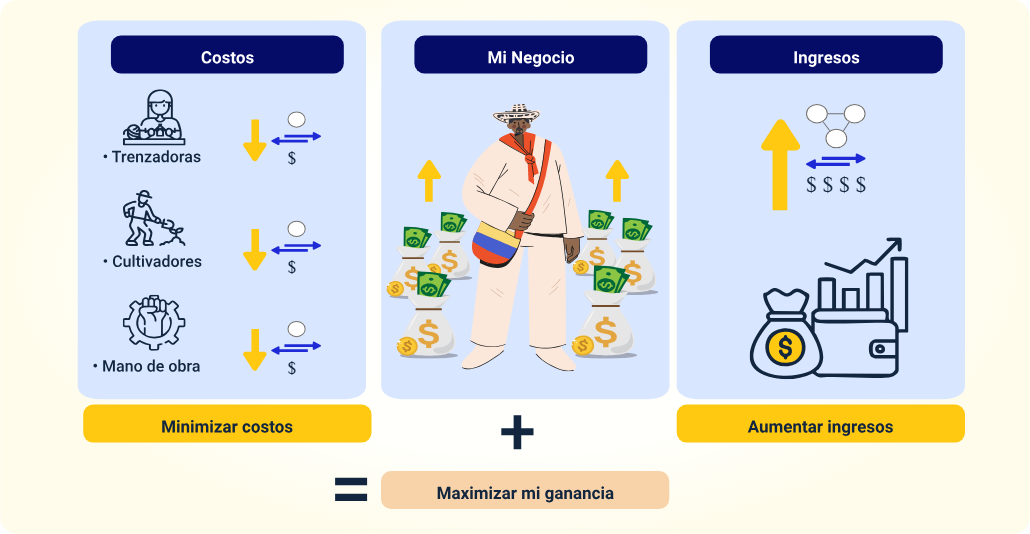 Costos
• Trenzadoras
$
• Cultivadores
$
• Mano de obra
$
Minimizar costos
Mi Negocio
$
$
$
$
$
$
$
$
+
Ingresos
$ $ $ $
$
Aumentar ingresos
= Maximizar mi ganancia